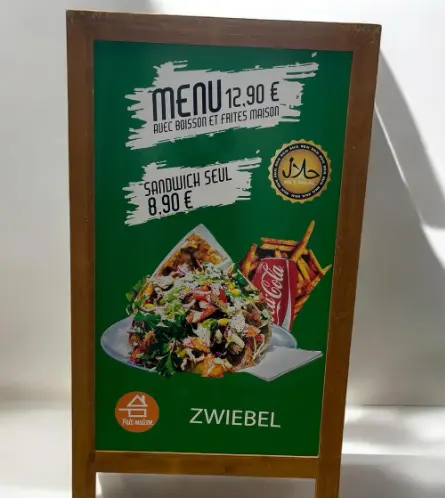 MENU 12,90 €
AVEC BOISSON ET FRITES MAISON
SANDWICH SEUL
8,90 €
حلال
Coca-Cola
Fait maison
ZWIEBEL